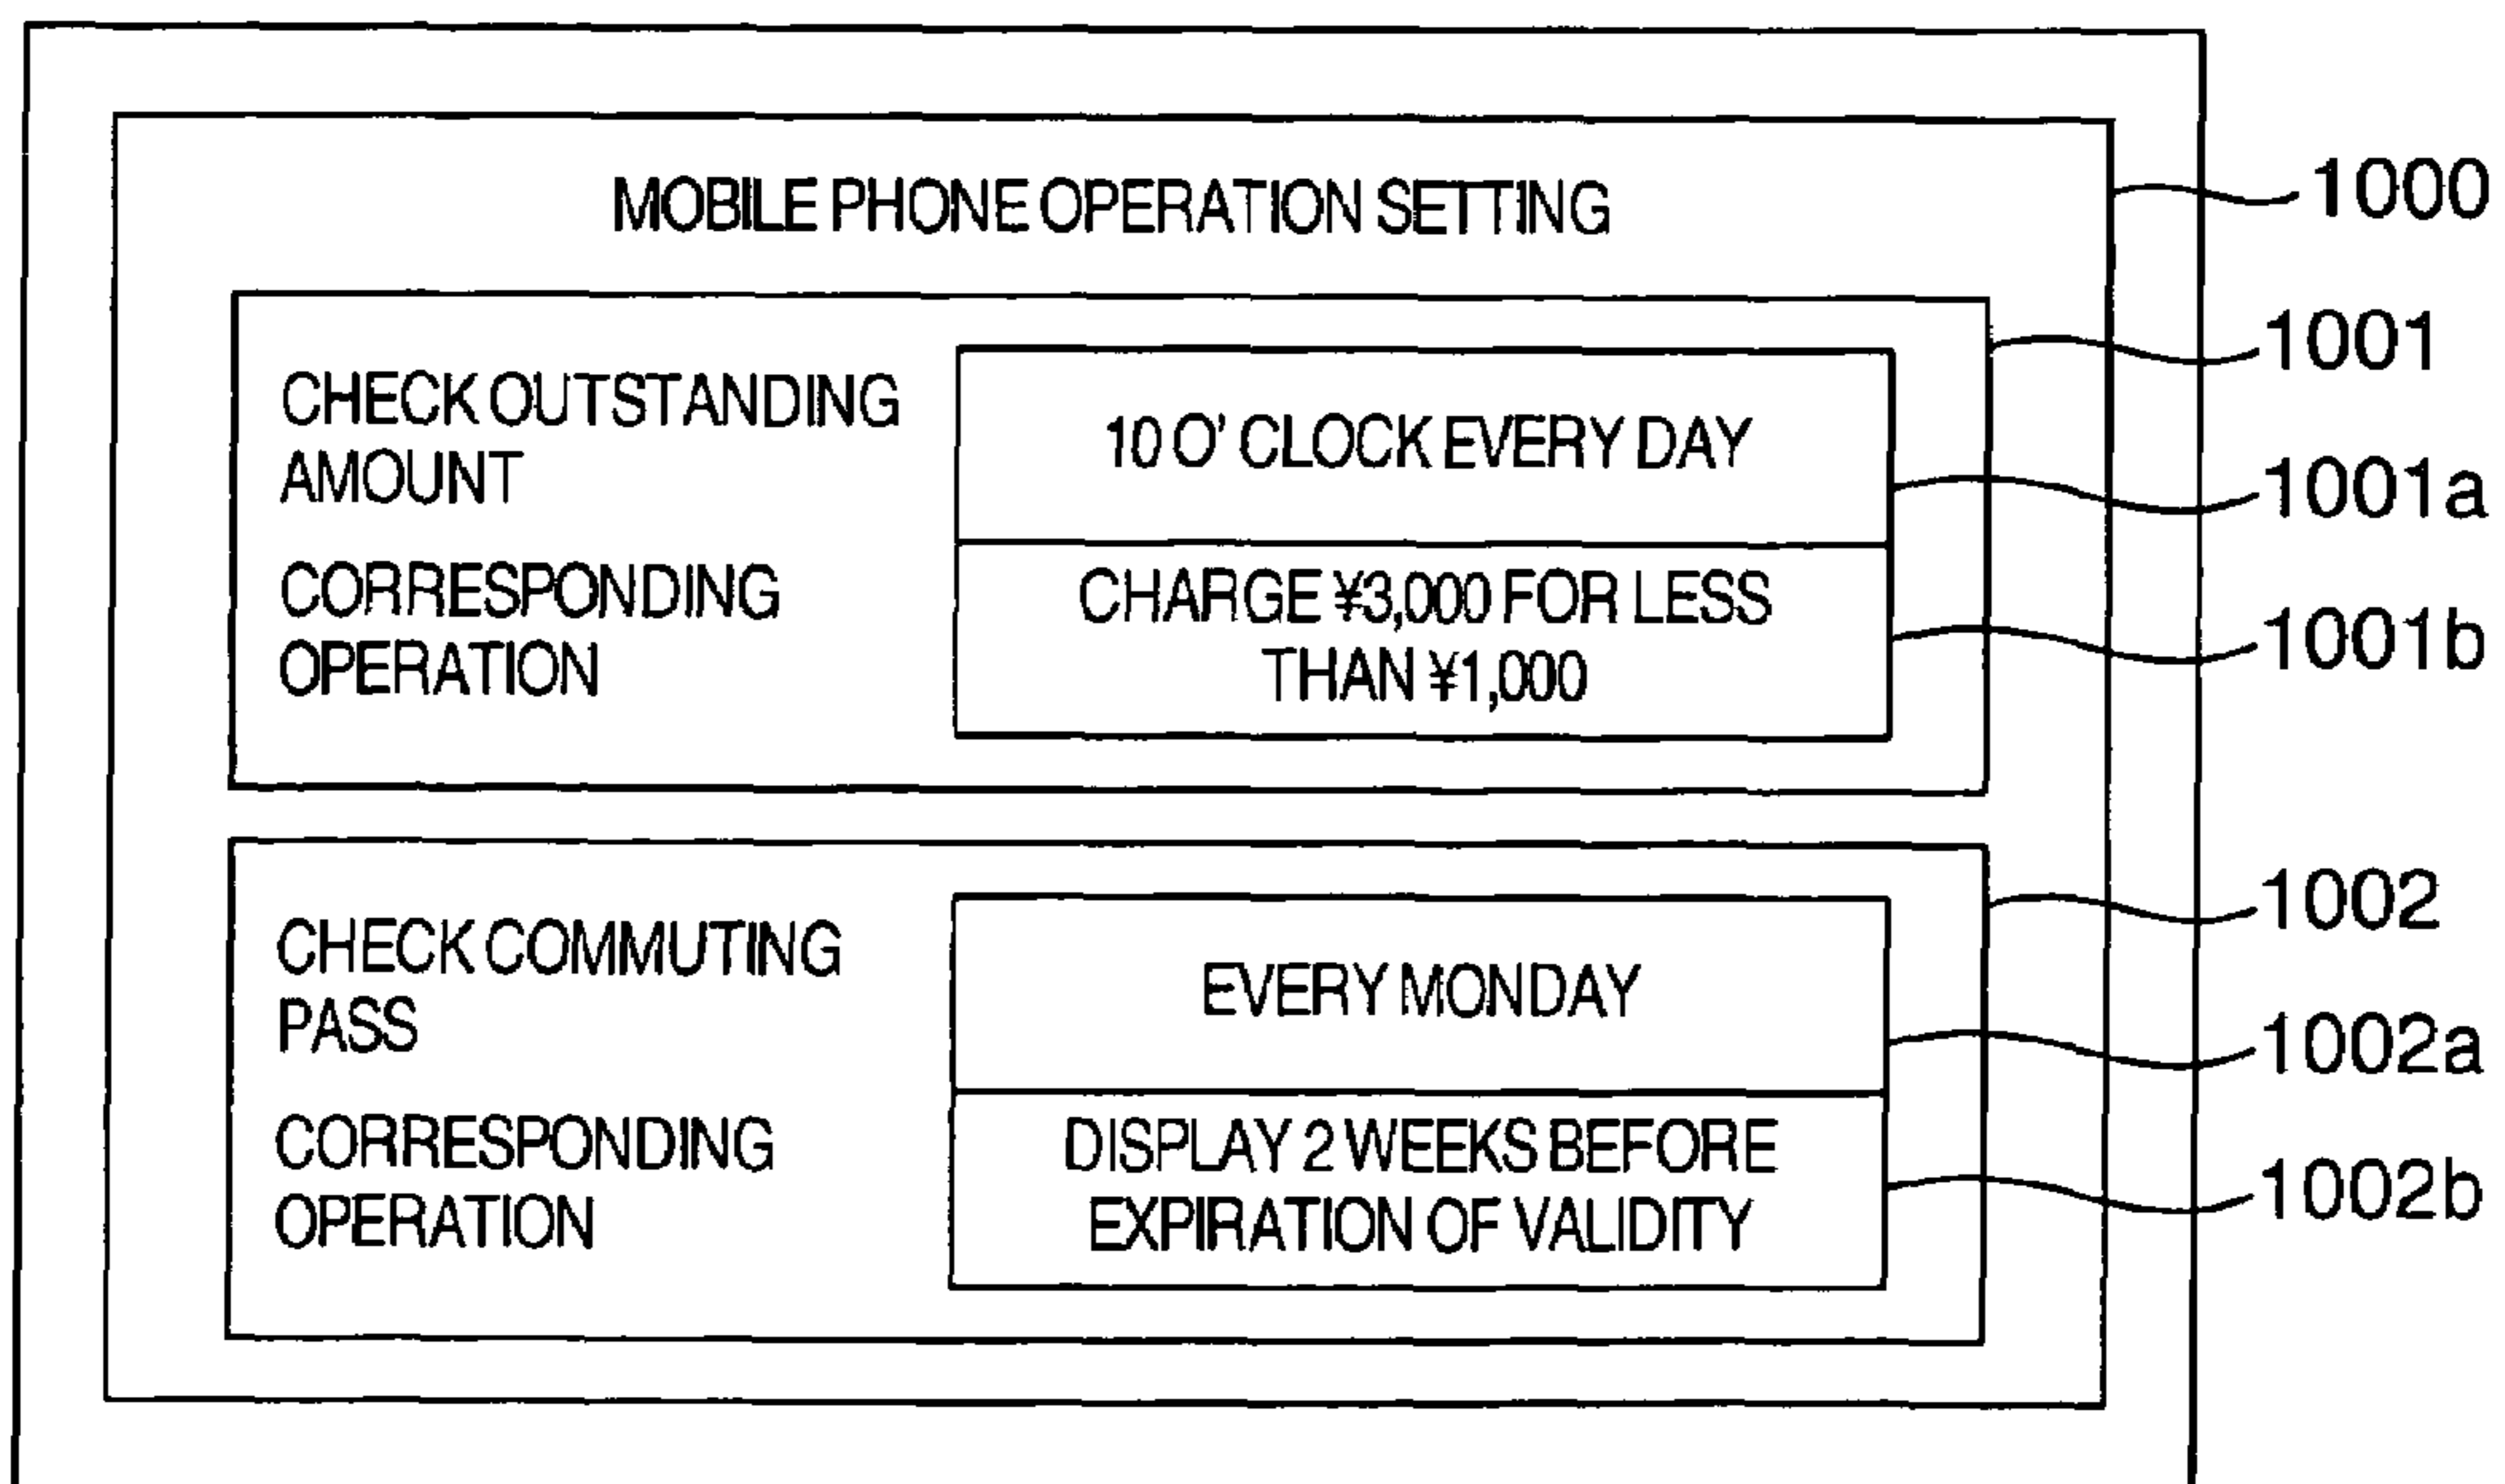 MOBILE PHONE OPERATION SETTING
1000
1001
CHECK OUTSTANDING
AMOUNT
10 O' CLOCK EVERY DAY
1001a
CORRESPONDING
OPERATION
CHARGE ¥3,000 FOR LESS
THAN ¥1,000
1001b
1002
CHECK COMMUTING
PASS
EVERY MONDAY
1002a
CORRESPONDING
OPERATION
DISPLAY 2 WEEKS BEFORE
EXPIRATION OF VALIDITY
1002b